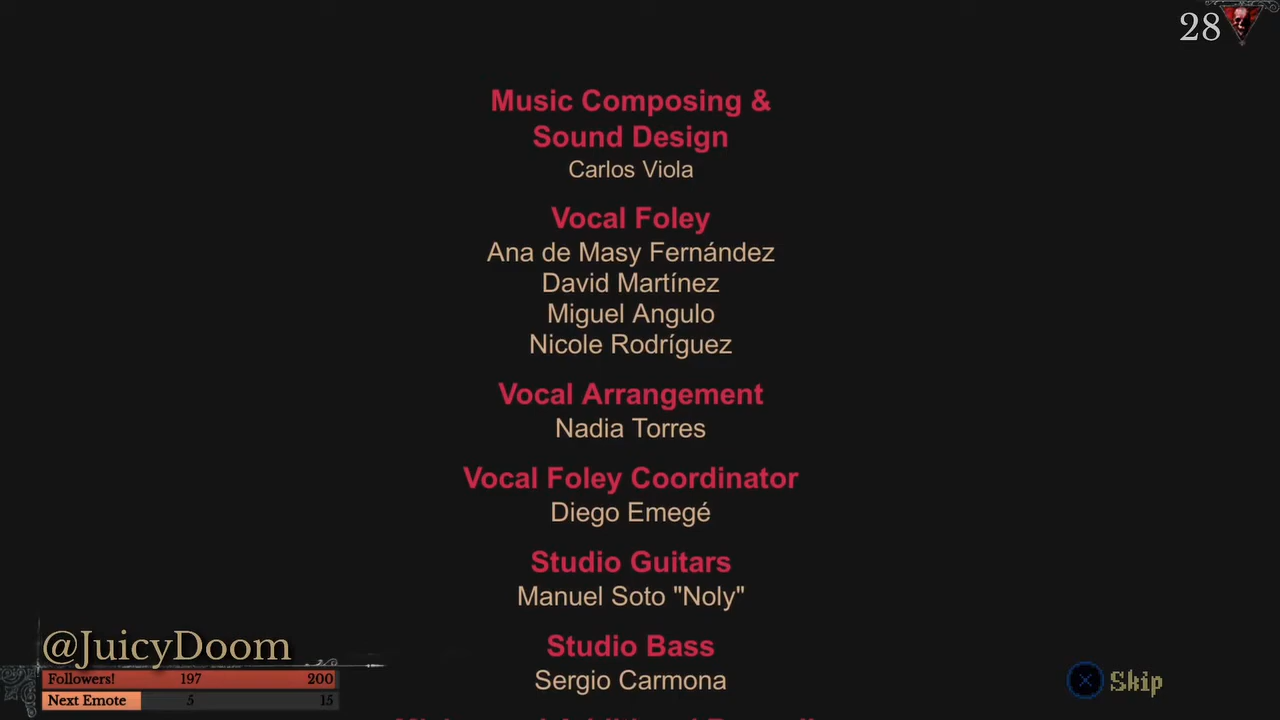 28
Music Composing &
Sound Design
Carlos Viola
Vocal Foley
Ana de Masy Fernández
David Martínez
Miguel Angulo
Nicole Rodríguez
Vocal Arrangement
Nadia Torres
Vocal Foley Coordinator
Diego Emegé
Studio Guitars
Manuel Soto "Noly"
Studio Bass
Sergio Carmona
@JuicyDoom
Followers! 197 200
Next Emote 5 15
Skip